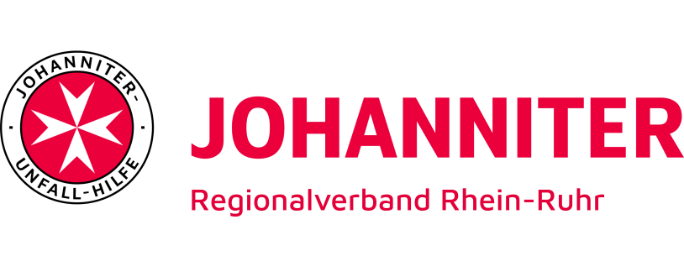 JOHANNITER-
UNFALL-HILFE
JOHANNITER
Regionalverband Rhein-Ruhr